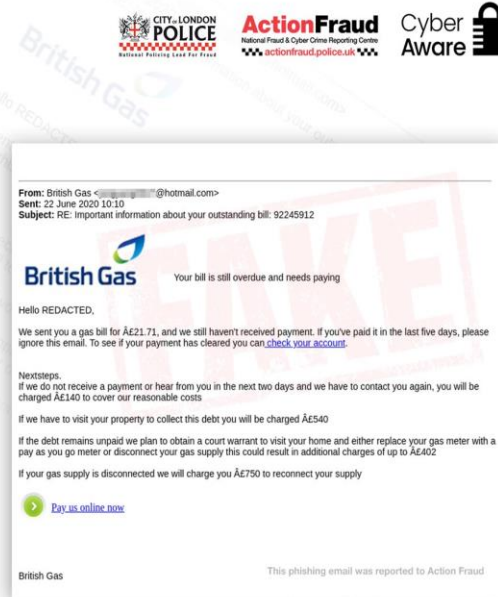 CITY OF LONDON
POLICE
National Policing Lead For Fraud
ActionFraud
National Fraud & Cyber Crime Reporting Centre
actionfraud.police.uk
Cyber
Aware
British Gas
From: British Gas < @hotmail.com>
Sent: 22 June 2020 10:10
Subject: RE: Important information about your outstanding bill: 92245912
British Gas
Your bill is still overdue and needs paying
FAKE
Hello REDACTED,
We sent you a gas bill for Â£21.71, and we still haven't received payment. If you've paid it in the last five days, please
ignore this email. To see if your payment has cleared you can check your account.
Nextsteps.
If we do not receive a payment or hear from you in the next two days and we have to contact you again, you will be
charged Â£140 to cover our reasonable costs
If we have to visit your property to collect this debt you will be charged Â£540
If the debt remains unpaid we plan to obtain a court warrant to visit your home and either replace your gas meter with a
pay as you go meter or disconnect your gas supply this could result in additional charges of up to Â£402
If your gas supply is disconnected we will charge you Â£750 to reconnect your supply
Pay us online now
British Gas
This phishing email was reported to Action Fraud